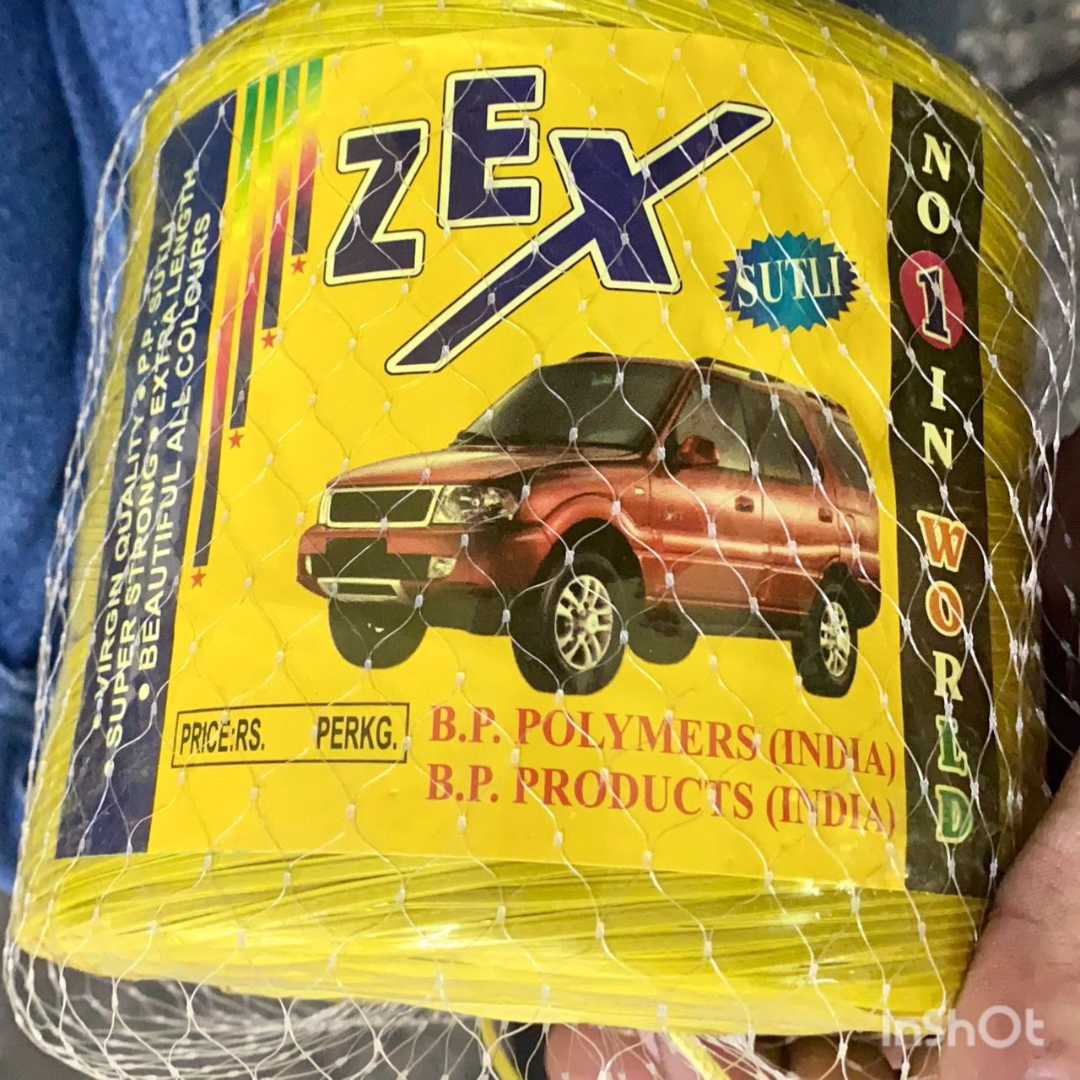 ZEX
SUTLI
NO 1 IN WORLD
• VIRGIN QUALITY • P.P. SUTLI
• SUPER STRONG • EXTRA LENGTH
• BEAUTIFUL ALL COLOURS
PRICE:RS. PERKG.
B.P. POLYMERS (INDIA)
B.P. PRODUCTS (INDIA)
InShOt